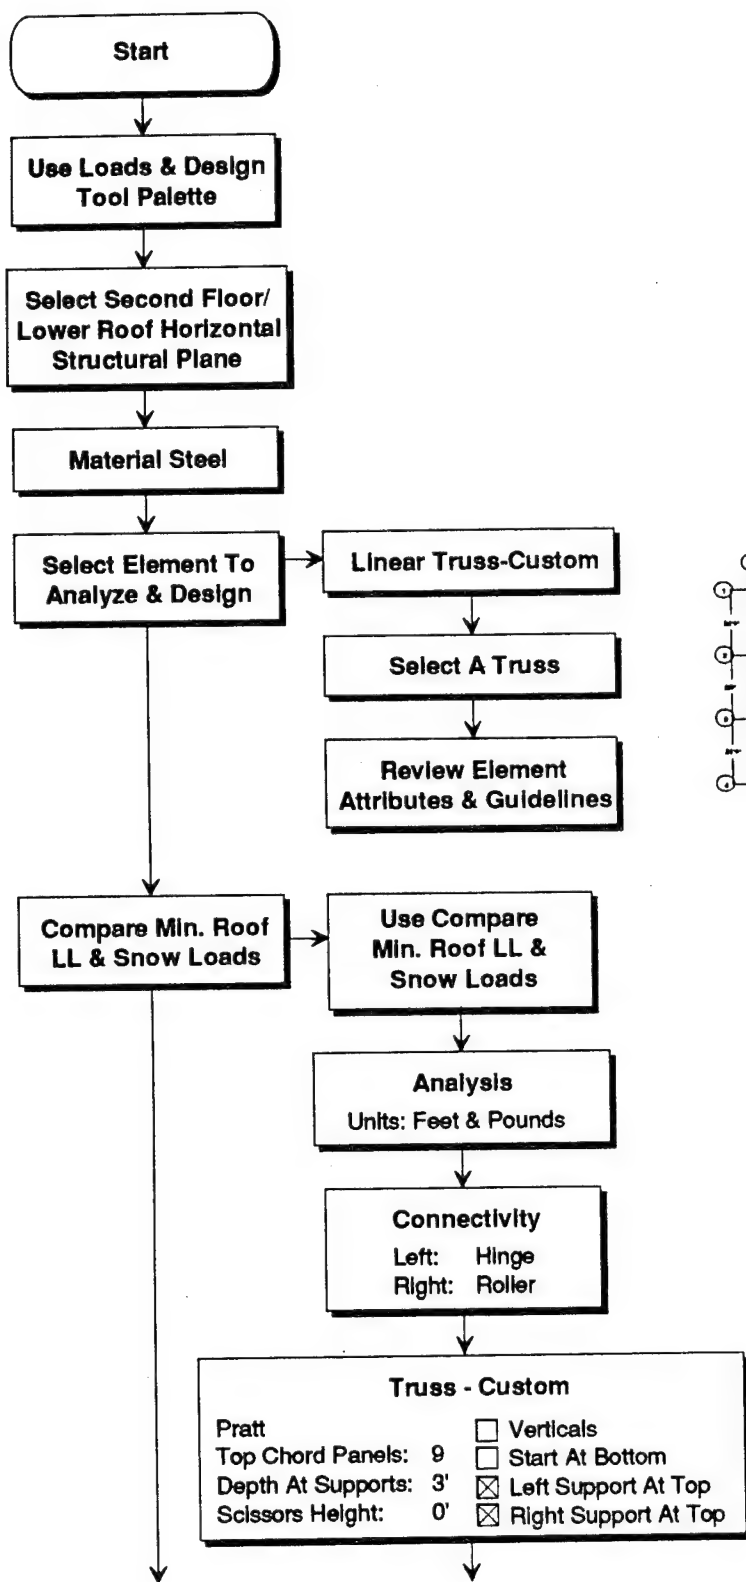 Start
Use Loads & Design
Tool Palette
Select Second Floor/
Lower Roof Horizontal
Structural Plane
Material Steel
Select Element To
Analyze & Design
Linear Truss-Custom
Select A Truss
Review Element
Attributes & Guidelines
Compare Min. Roof
LL & Snow Loads
Use Compare
Min. Roof LL &
Snow Loads
Analysis
Units: Feet & Pounds
Connectivity
Left: Hinge
Right: Roller
Truss - Custom
Pratt
Top Chord Panels: 9
Depth At Supports: 3'
Scissors Height: 0'
Verticals
Start At Bottom
Left Support At Top
Right Support At Top